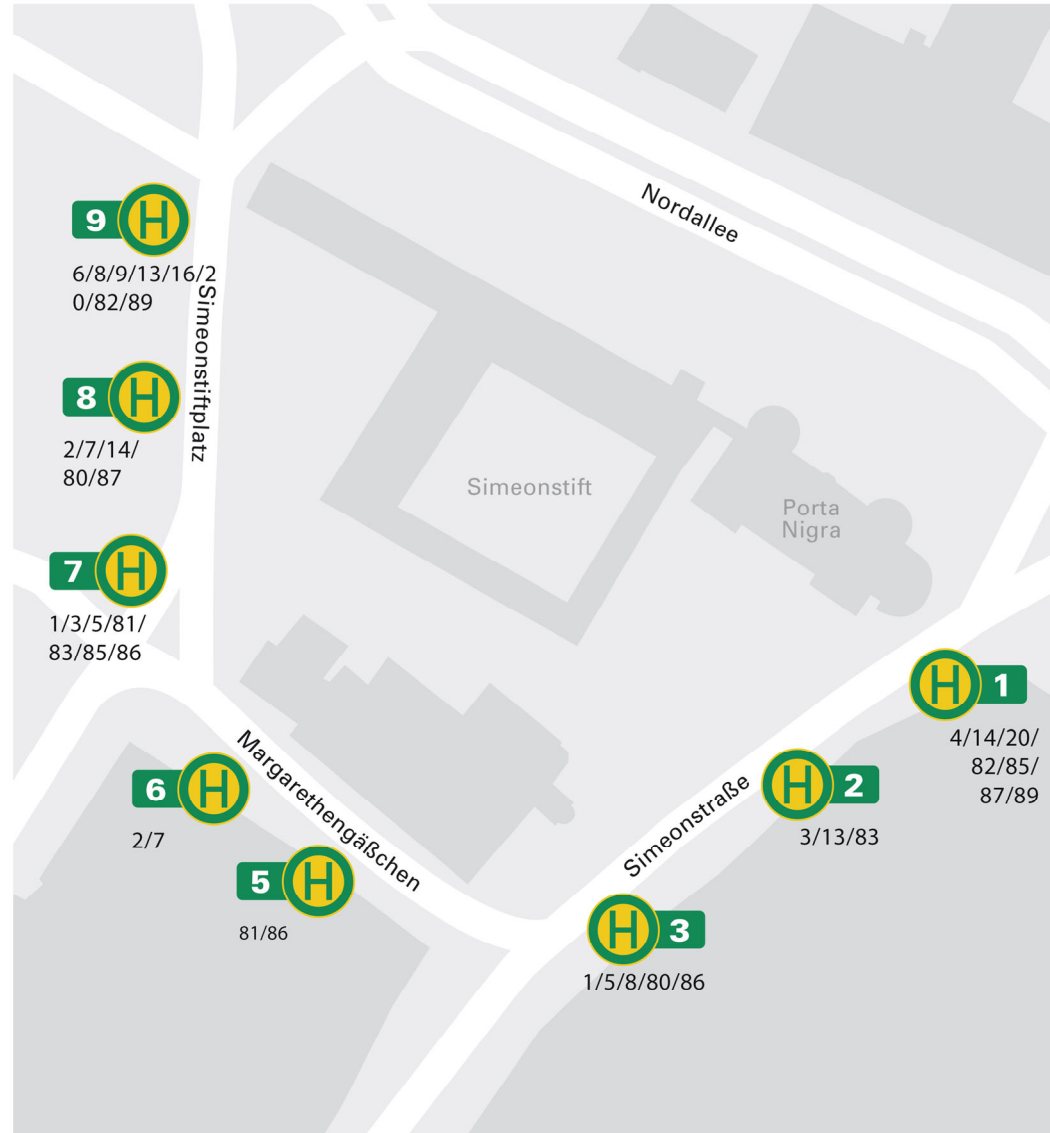 Nordallee
9 H
6/8/9/13/16/2
0/82/89
Simeonstiftplatz
8 H
2/7/14/
80/87
Simeonstift
Porta
Nigra
7 H
1/3/5/81/
83/85/86
H 1
4/14/20/
82/85/
87/89
Margarethengäßchen
6 H
2/7
Simeonstraße
H 2
3/13/83
5 H
81/86
H 3
1/5/8/80/86